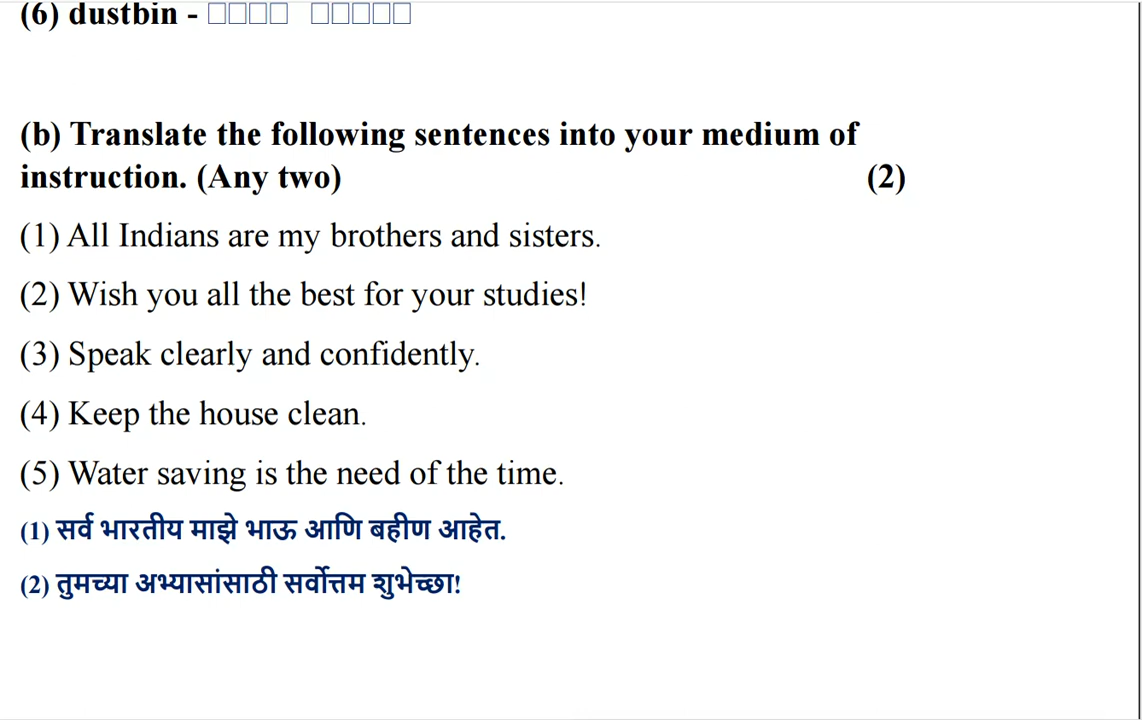 (6) dustbin -
(b) Translate the following sentences into your medium of
instruction. (Any two) (2)
(1) All Indians are my brothers and sisters.
(2) Wish you all the best for your studies!
(3) Speak clearly and confidently.
(4) Keep the house clean.
(5) Water saving is the need of the time.
(1) सर्व भारतीय माझे भाऊ आणि बहीण आहेत.
(2) तुमच्या अभ्यासांसाठी सर्वोत्तम शुभेच्छा!